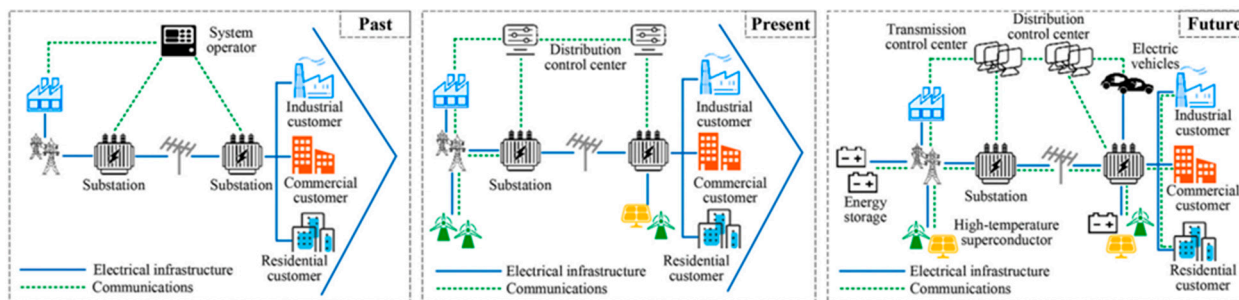 Past
System
operator
Industrial
customer
Substation
Substation
Commercial
customer
Residential
customer
Electrical infrastructure
Communications
Present
Distribution
control center
Industrial
customer
Substation
Commercial
customer
Residential
customer
Electrical infrastructure
Communications
Future
Transmission
control center
Distribution
control center
Electric
vehicles
Industrial
customer
Energy
storage
Substation
Commercial
customer
High-temperature
superconductor
Residential
customer
Electrical infrastructure
Communications